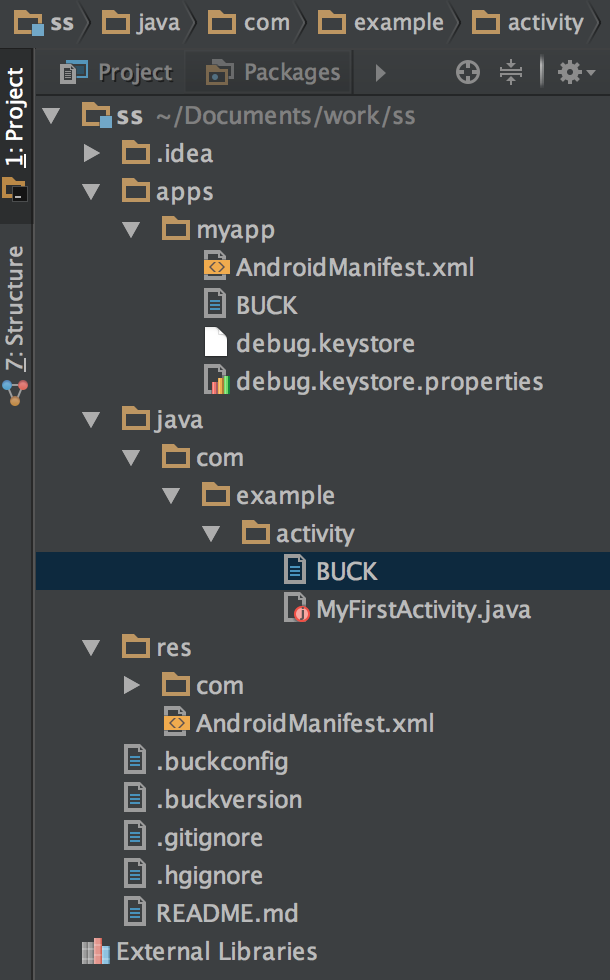 ss java com example activity
Project Packages
1: Project
7: Structure
ss ~/Documents/work/ss
.idea
apps
myapp
AndroidManifest.xml
BUCK
debug.keystore
debug.keystore.properties
java
com
example
activity
BUCK
MyFirstActivity.java
res
com
AndroidManifest.xml
.buckconfig
.buckversion
.gitignore
.hgignore
README.md
External Libraries